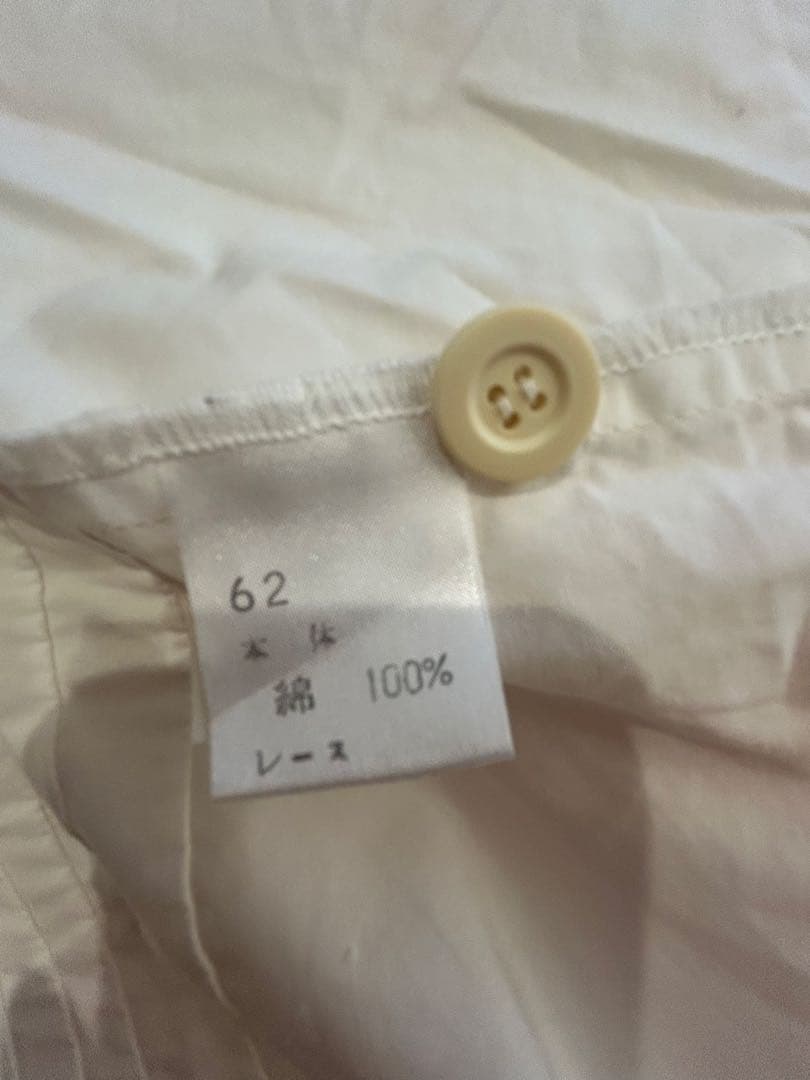 62
本体
綿 100%
レース